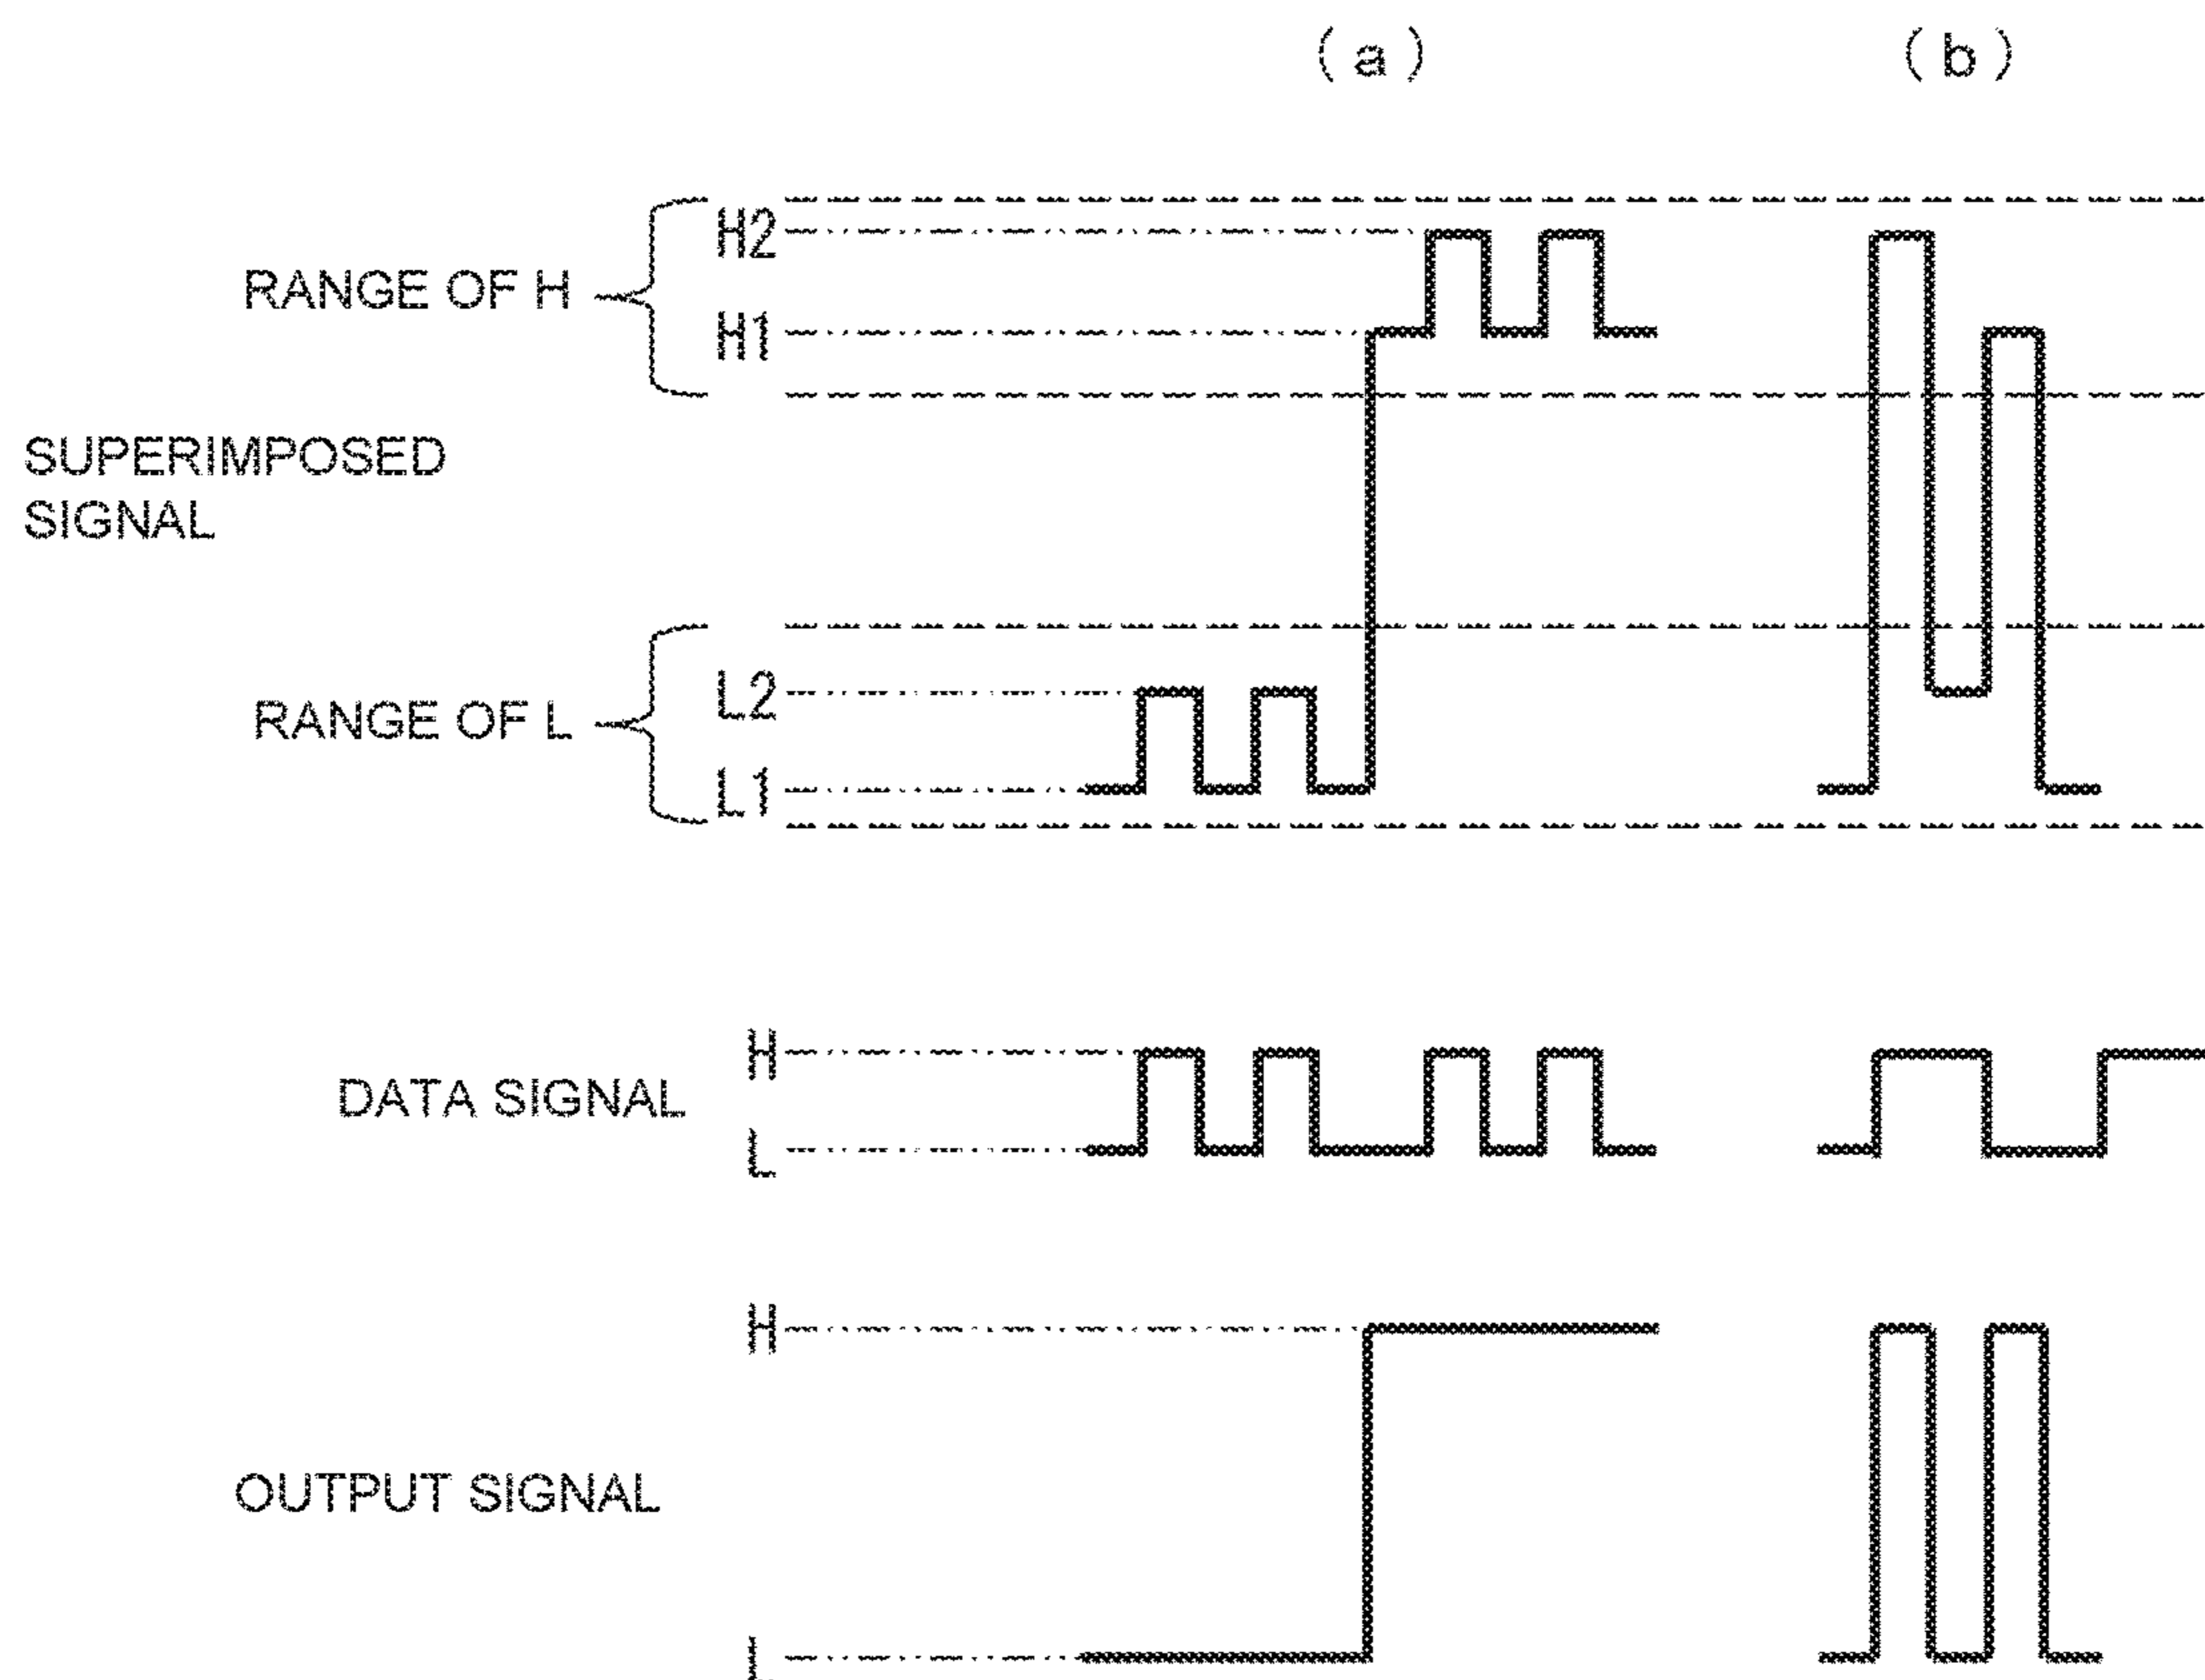 (a) (b)
H2
RANGE OF H
H1
SUPERIMPOSED
SIGNAL
L2
RANGE OF L
L1
H
DATA SIGNAL
L
H
OUTPUT SIGNAL
L